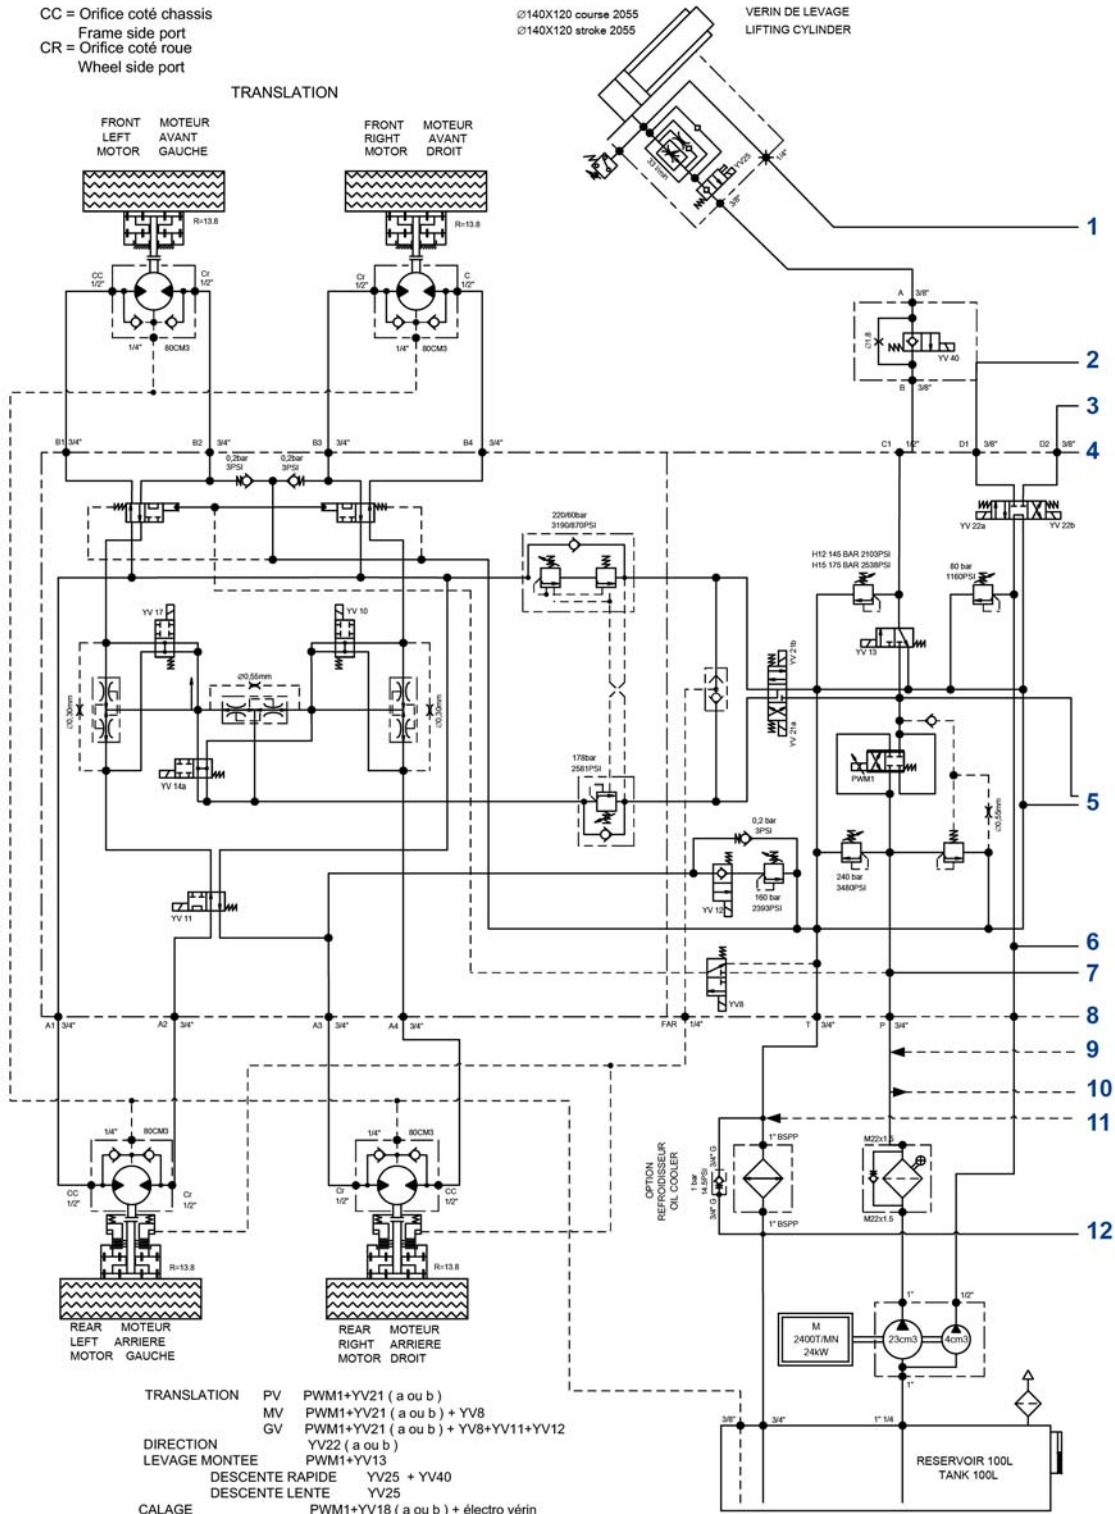 CC = Orifice coté chassis
Frame side port
CR = Orifice coté roue
Wheel side port
Ø140X120 course 2055
Ø140X120 stroke 2055
VERIN DE LEVAGE
LIFTING CYLINDER
TRANSLATION
FRONT LEFT MOTOR
MOTEUR AVANT GAUCHE
FRONT RIGHT MOTOR
MOTEUR AVANT DROIT
YV25
1/4"
3/8"
R=13.8
R=13.8
1
CC 1/2"
Cr 1/2"
Cr 1/2"
C 1/2"
1/4"
80CM3
1/4"
80CM3
A
3/8"
Ø1,8
YV 40
B
3/8"
2
3
B1
3/4"
B2
3/4"
B3
3/4"
B4
3/4"
C1
1/2"
D1
3/8"
D2
3/8"
4
0,2bar
3PSI
0,2bar
3PSI
YV 22a
YV 22b
220/60bar
3190/870PSI
H12 145 BAR 2103PSI
H15 175 BAR 2538PSI
80 bar
1160PSI
YV 17
YV 10
YV 13
YV 21b
YV 21a
Ø0,55mm
Ø0,30mm
Ø0,30mm
YV 14a
178bar
2581PSI
PWM1
Ø0,55mm
5
0,2 bar
3PSI
YV 12
160 bar
2393PSI
240 bar
3480PSI
YV 11
6
7
YV8
A1
3/4"
A2
3/4"
A3
3/4"
A4
3/4"
FAR
1/4"
T
3/4"
P
3/4"
8
9
10
11
1/4"
80CM3
1/4"
80CM3
CC 1/2"
Cr 1/2"
Cr 1/2"
CC 1/2"
OPTION
REFROIDISSEUR
OIL COOLER
1 bar
14.5PSI
3/4" G
3/4" G
1" BSPP
1" BSPP
M22x1.5
M22x1.5
12
R=13.8
R=13.8
REAR LEFT MOTOR
MOTEUR ARRIERE GAUCHE
REAR RIGHT MOTOR
MOTEUR ARRIERE DROIT
M
2400T/MN
24kW
1"
1/2"
23cm3
4cm3
1"
TRANSLATION PV PWM1+YV21 ( a ou b )
MV PWM1+YV21 ( a ou b ) + YV8
GV PWM1+YV21 ( a ou b ) + YV8+YV11+YV12
DIRECTION YV22 ( a ou b )
LEVAGE MONTEE PWM1+YV13
DESCENTE RAPIDE YV25 + YV40
DESCENTE LENTE YV25
CALAGE PWM1+YV18 ( a ou b ) + électro vérin
3/8"
3/4"
1" 1/4
RESERVOIR 100L
TANK 100L